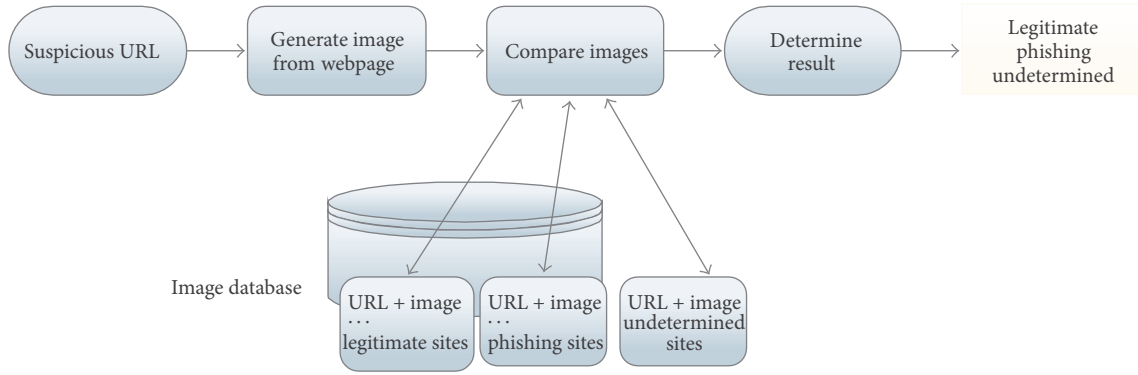 Suspicious URL
Generate image
from webpage
Compare images
Determine
result
Legitimate
phishing
undetermined
Image database
URL + image
...
legitimate sites
URL + image
...
phishing sites
URL + image
undetermined
sites